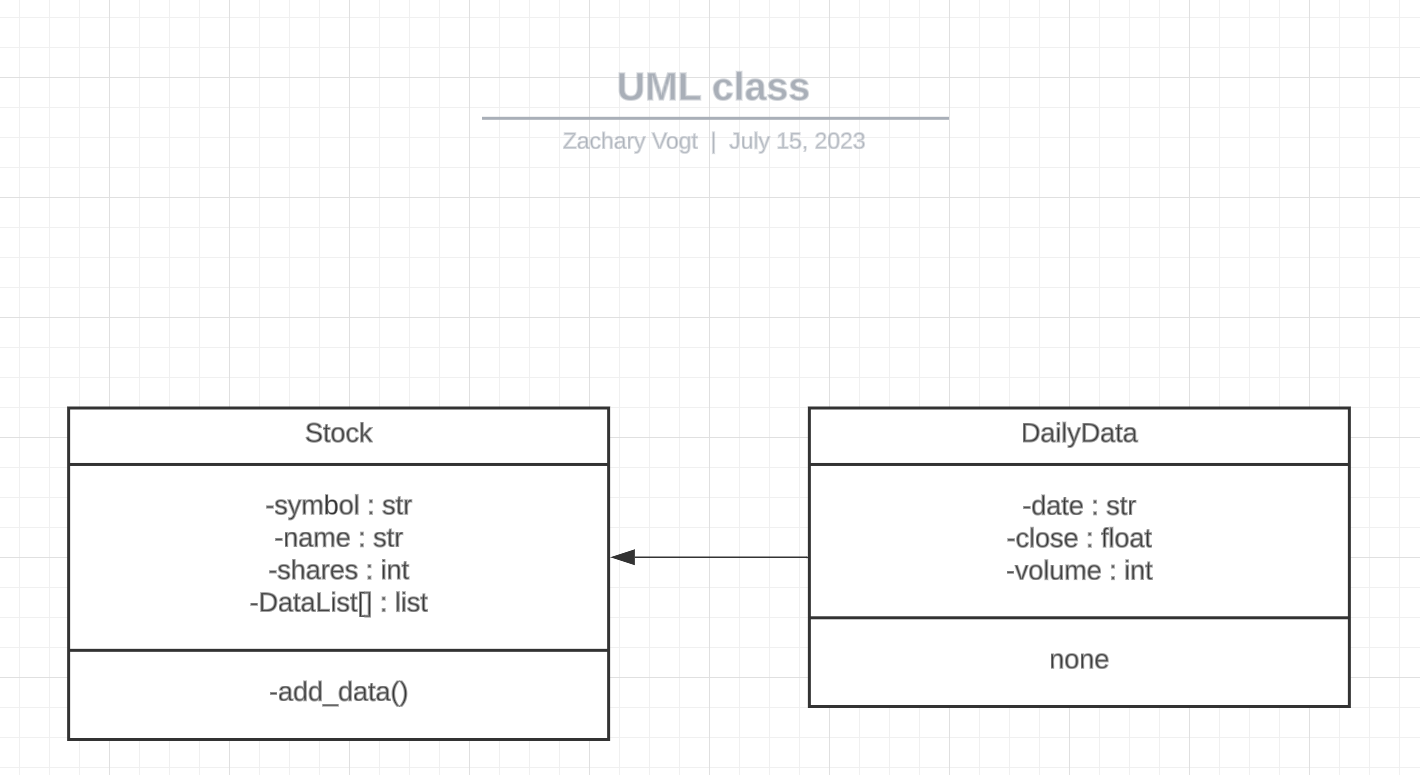 UML class
Zachary Vogt | July 15, 2023
Stock
-symbol : str
-name : str
-shares : int
-DataList[] : list
-add_data()
DailyData
-date : str
-close : float
-volume : int
none